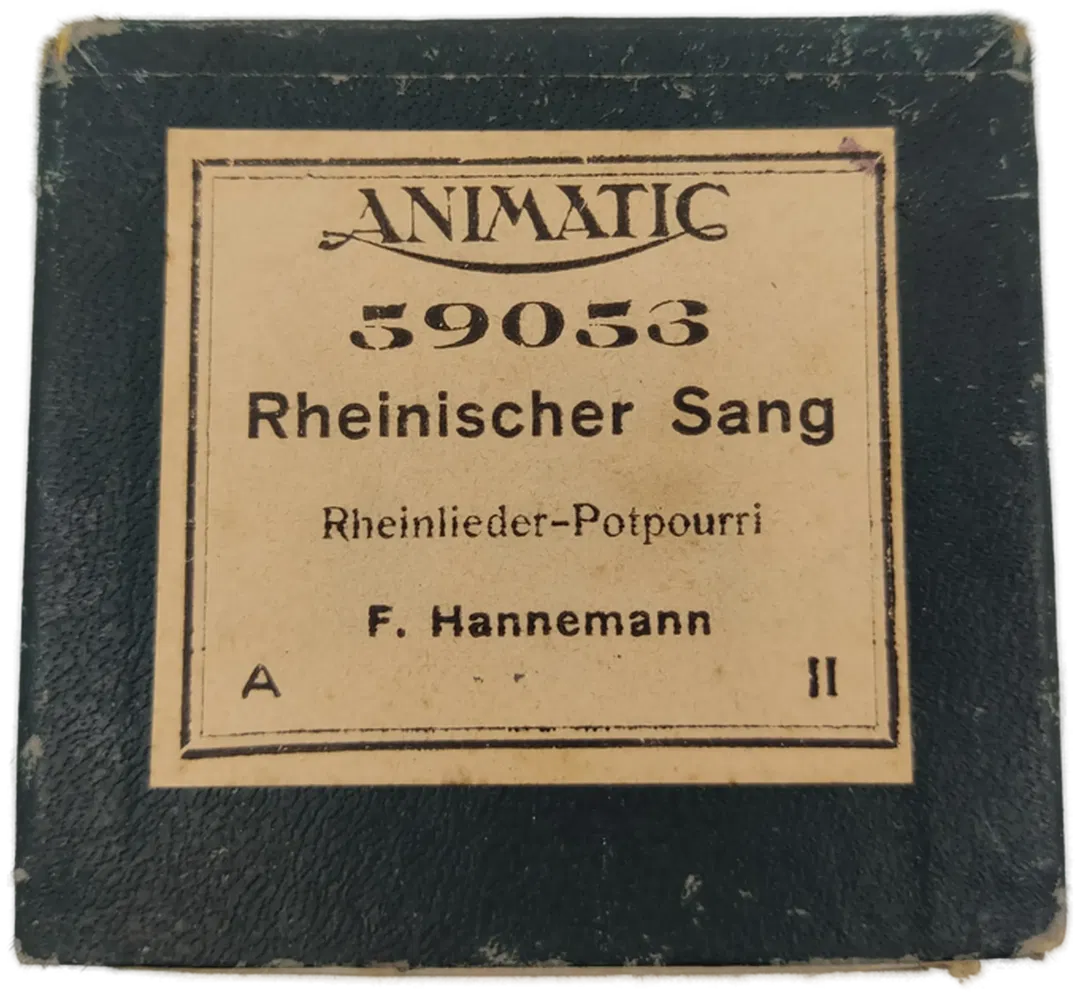 ANIMATIC
59053
Rheinischer Sang
Rheinlieder-Potpourri
F. Hannemann
A II